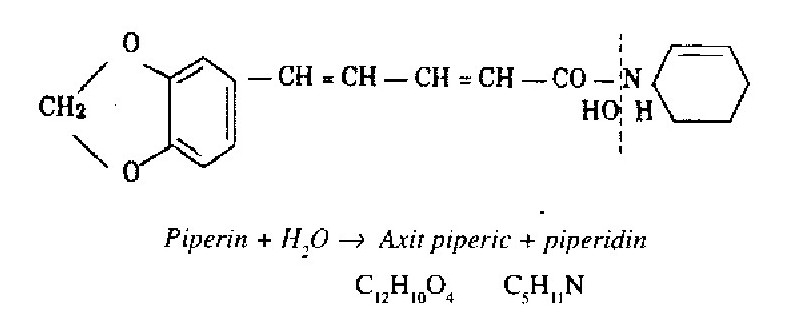 O
CH₂
O
— CH = CH — CH = CH — CO — N
HO H
Piperin + H₂O → Axit piperic + piperidin
C₁₂H₁₀O₄ C₅H₁₁N